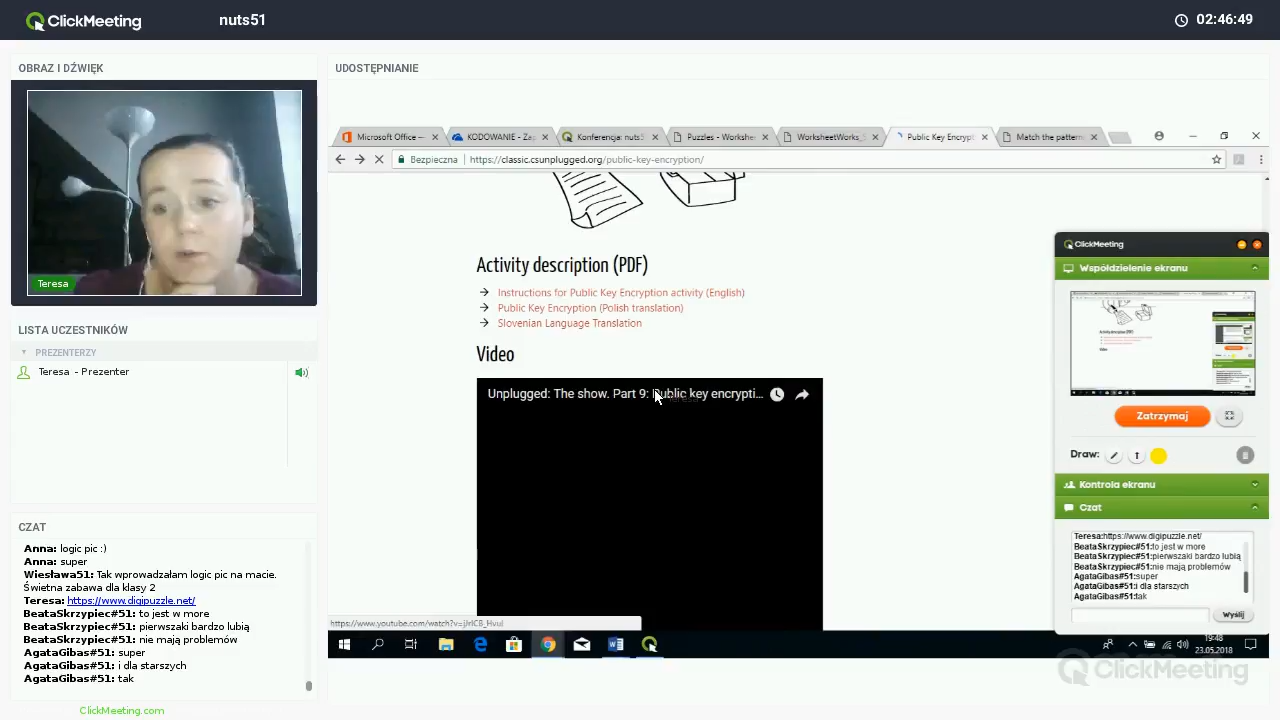 ClickMeeting
nuts51
02:46:49
OBRAZ I DŹWIĘK
Teresa
LISTA UCZESTNIKÓW
PREZENTERZY
Teresa - Prezenter
CZAT
Anna: logic pic :)
Anna: super
Wiesława51: Tak wprowadzałam logic pic na macie.
Świetna zabawa dla klasy 2
Teresa: https://www.digipuzzle.net/
BeataSkrzypiec#51: to jest w more
BeataSkrzypiec#51: pierwszaki bardzo lubią
BeataSkrzypiec#51: nie mają problemów
AgataGibas#51: super
AgataGibas#51: i dla starszych
AgataGibas#51: tak
ClickMeeting.com
UDOSTĘPNIANIE
Microsoft Office —
KODOWANIE - Zap
Konferencja: nuts5
Puzzles - Workshe
WorksheetWorks_S
Public Key Encrypt
Match the pattern
Bezpieczna
https://classic.csunplugged.org/public-key-encryption/
Activity description (PDF)
Instructions for Public Key Encryption activity (English)
Public Key Encryption (Polish translation)
Slovenian Language Translation
Video
Unplugged: The show. Part 9: Public key encrypti...
ClickMeeting
Współdzielenie ekranu
Zatrzymaj
Draw:
Kontrola ekranu
Czat
Teresa:https://www.digipuzzle.net/
BeataSkrzypiec#51:to jest w more
BeataSkrzypiec#51:pierwszaki bardzo lubią
BeataSkrzypiec#51:nie mają problemów
AgataGibas#51:super
AgataGibas#51:i dla starszych
AgataGibas#51:tak
Wyślij
19:48
23.05.2018
ClickMeeting